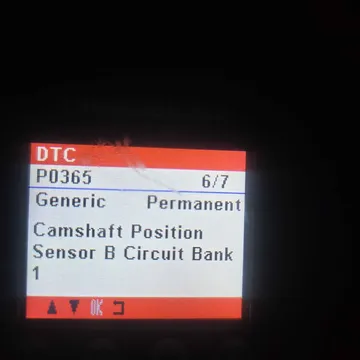 DTC
P0365 6/7
Generic Permanent
Camshaft Position
Sensor B Circuit Bank
1
OK